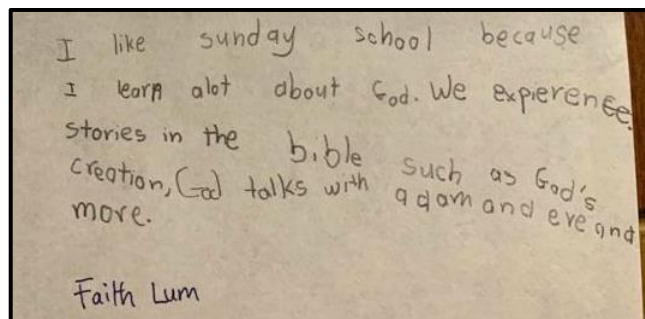 I like sunday school because
I learn alot about God. We expierence
stories in the bible such as God's
creation, God talks with adam and eve and
more.
Faith Lum